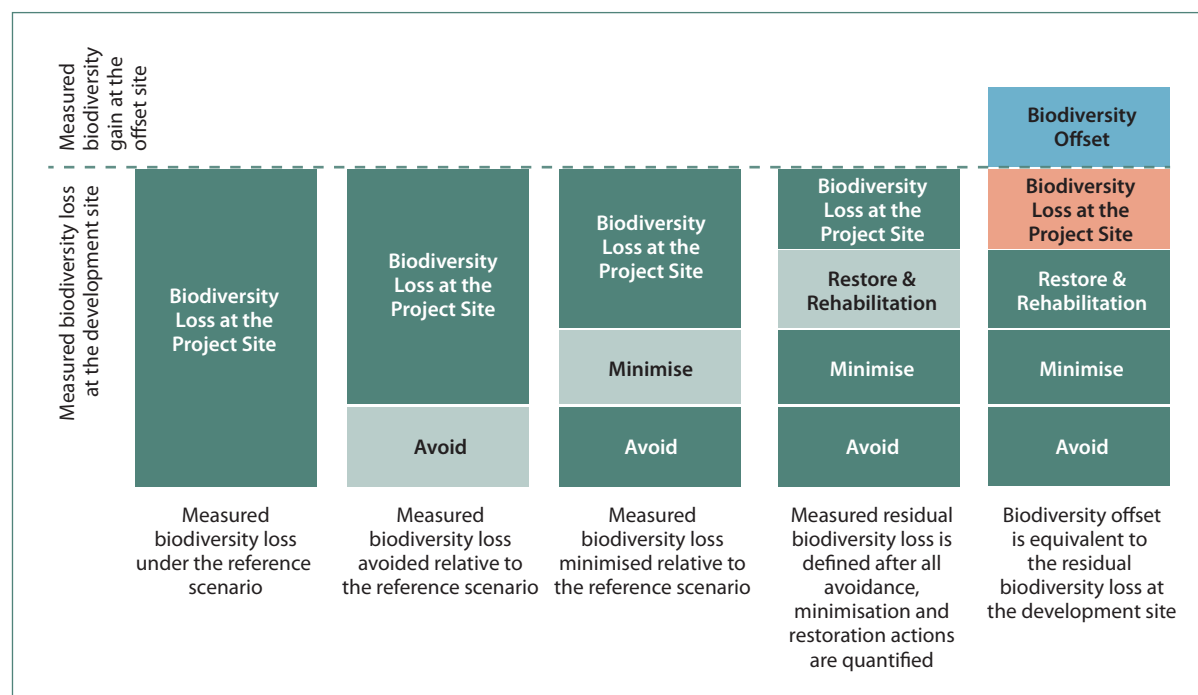 Measured
biodiversity
gain at the
offset site
Measured biodiversity loss
at the development site
Biodiversity
Loss at the
Project Site
Measured
biodiversity loss
under the reference
scenario
Biodiversity
Loss at the
Project Site
Avoid
Measured
biodiversity loss
avoided relative to
the reference scenario
Biodiversity
Loss at the
Project Site
Minimise
Avoid
Measured
biodiversity loss
minimised relative to
the reference scenario
Biodiversity
Loss at the
Project Site
Restore &
Rehabilitation
Minimise
Avoid
Measured residual
biodiversity loss is
defined after all
avoidance,
minimisation and
restoration actions
are quantified
Biodiversity
Offset
Biodiversity
Loss at the
Project Site
Restore &
Rehabilitation
Minimise
Avoid
Biodiversity offset
is equivalent to
the residual
biodiversity loss at
the development site